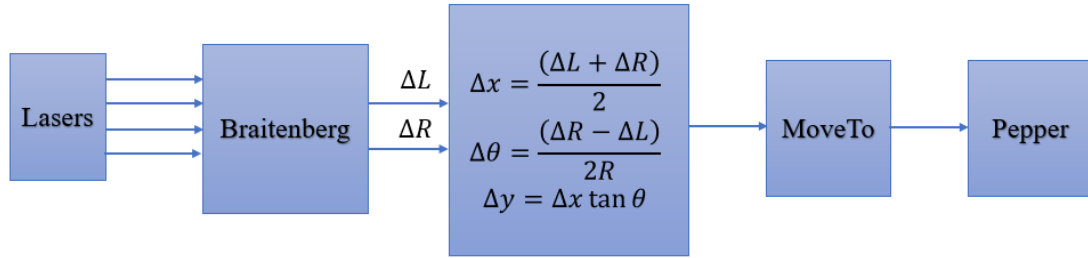 Lasers
Braitenberg
ΔL
ΔR
Δx = (ΔL + ΔR) / 2
Δθ = (ΔR − ΔL) / 2R
Δy = Δx tan θ
MoveTo
Pepper